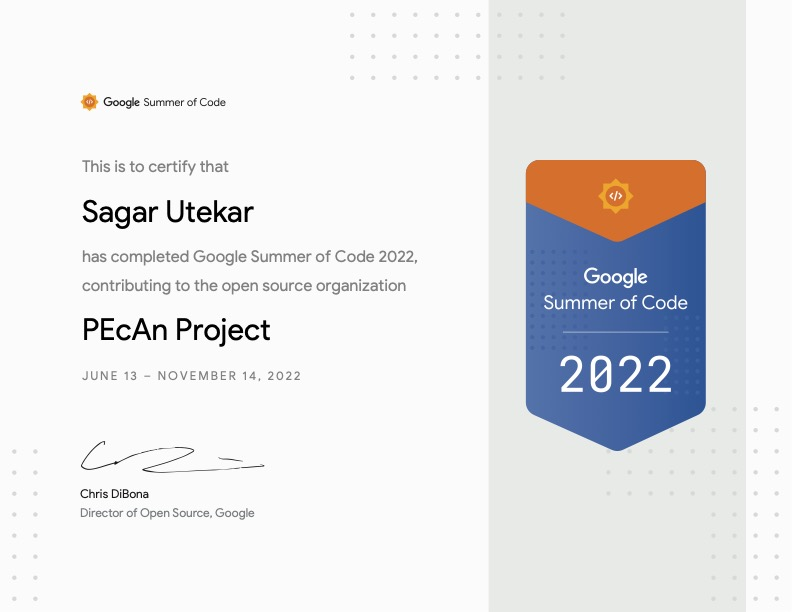 Google Summer of Code
This is to certify that
Sagar Utekar
has completed Google Summer of Code 2022,
contributing to the open source organization
PEcAn Project
JUNE 13 – NOVEMBER 14, 2022
Chris DiBona
Director of Open Source, Google
</>
Google
Summer of Code
2022